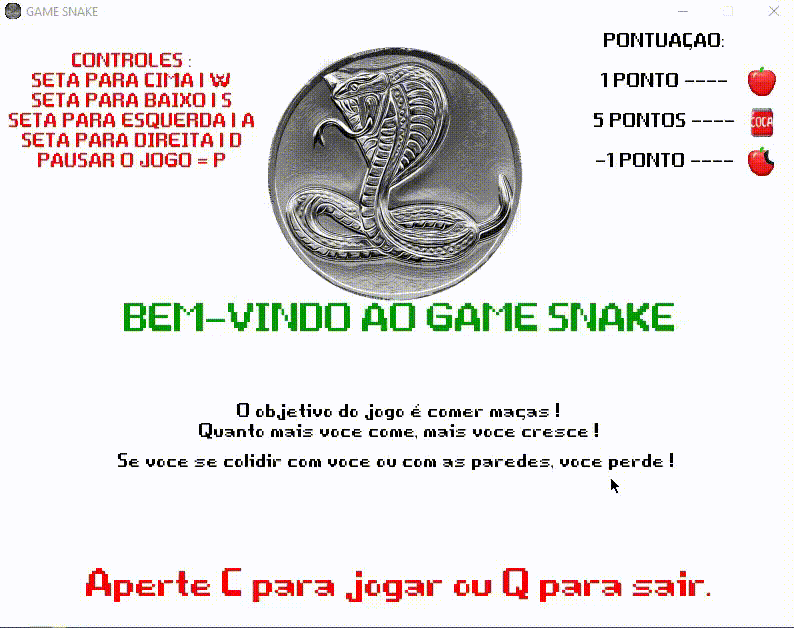 GAME SNAKE
CONTROLES :
SETA PARA CIMA | W
SETA PARA BAIXO | S
SETA PARA ESQUERDA | A
SETA PARA DIREITA | D
PAUSAR O JOGO = P
PONTUAÇAO:
1 PONTO ----
5 PONTOS ----
COCA
-1 PONTO ----
BEM-VINDO AO GAME SNAKE
O objetivo do jogo é comer maças !
Quanto mais voce come, mais voce cresce !
Se voce se colidir com voce ou com as paredes, voce perde !
Aperte C para jogar ou Q para sair.